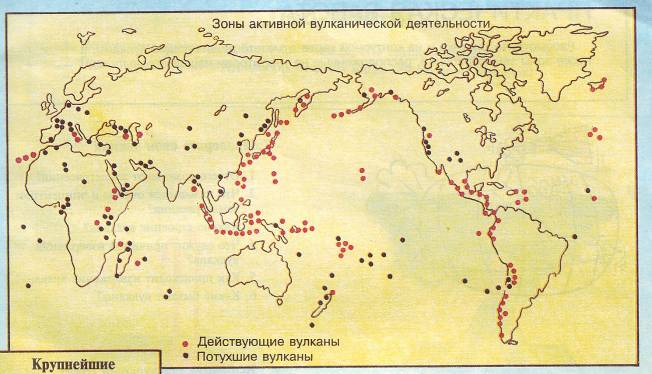 Зоны активной вулканической деятельности
Действующие вулканы
Потухшие вулканы
Крупнейшие